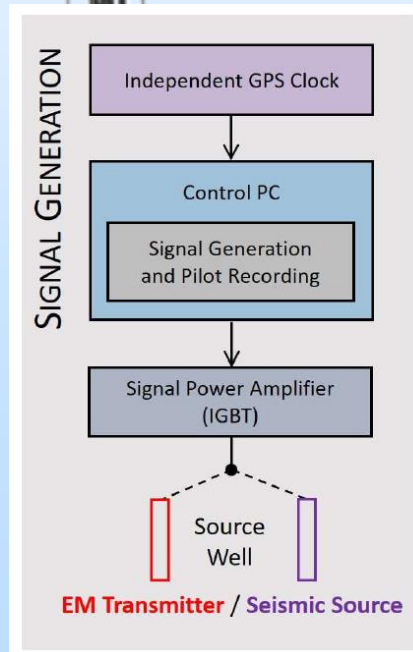 SIGNAL GENERATION
Independent GPS Clock
Control PC
Signal Generation
and Pilot Recording
Signal Power Amplifier
(IGBT)
Source
Well
EM Transmitter / Seismic Source